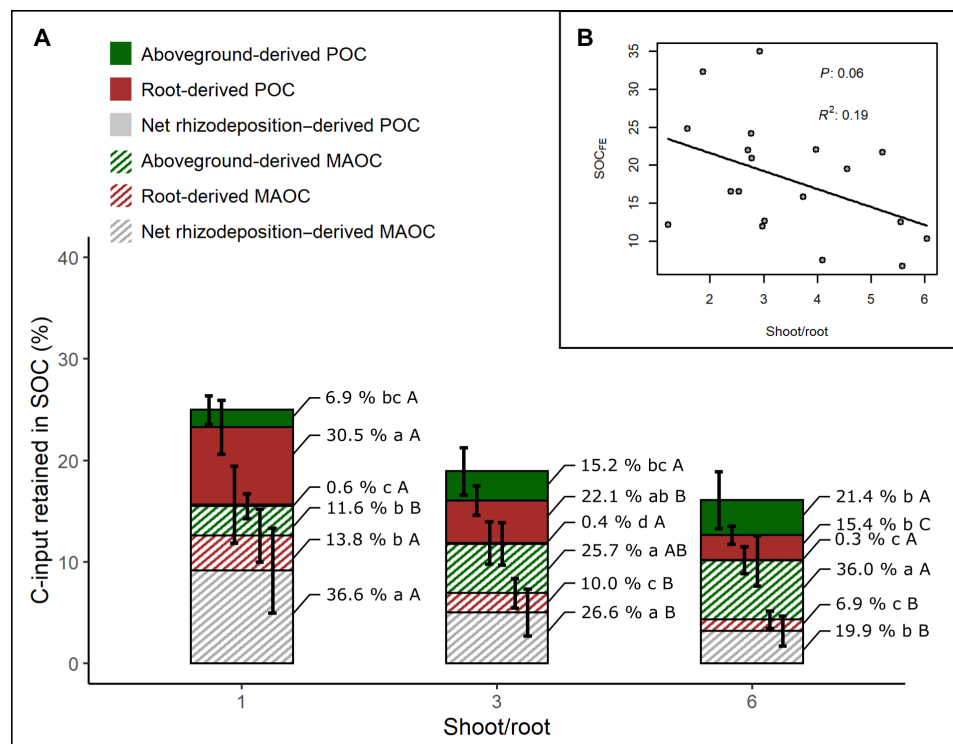 A
Aboveground-derived POC
Root-derived POC
Net rhizodeposition–derived POC
Aboveground-derived MAOC
Root-derived MAOC
Net rhizodeposition–derived MAOC
B
35
30
25
20
15
10
SOCFE
P: 0.06
R²: 0.19
2 3 4 5 6
Shoot/root
C-input retained in SOC (%)
40
30
20
10
0
6.9 % bc A
30.5 % a A
0.6 % c A
11.6 % b B
13.8 % b A
36.6 % a A
15.2 % bc A
22.1 % ab B
0.4 % d A
25.7 % a AB
10.0 % c B
26.6 % a B
21.4 % b A
15.4 % b C
0.3 % c A
36.0 % a A
6.9 % c B
19.9 % b B
1 3 6
Shoot/root